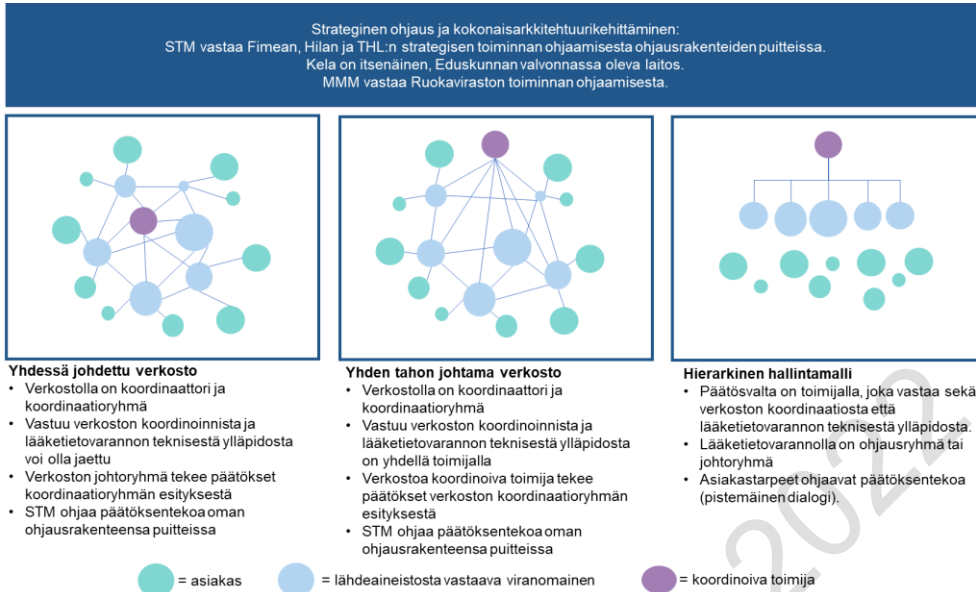 Strateginen ohjaus ja kokonaisarkkitehtuurikehittäminen:
STM vastaa Fimean, Hilan ja THL:n strategisen toiminnan ohjaamisesta ohjausrakenteiden puitteissa.
Kela on itsenäinen, Eduskunnan valvonnassa oleva laitos.
MMM vastaa Ruokaviraston toiminnan ohjaamisesta.
Yhdessä johdettu verkosto
• Verkostolla on koordinaattori ja
koordinaatioryhmä
• Vastuu verkoston koordinoinnista ja
lääketietovarannon teknisestä ylläpidosta
voi olla jaettu
• Verkoston johtoryhmä tekee päätökset
koordinaatioryhmän esityksestä
• STM ohjaa päätöksentekoa oman
ohjausrakenteensa puitteissa
Yhden tahon johtama verkosto
• Verkostolla on koordinaattori ja
koordinaatioryhmä
• Vastuu verkoston koordinoinnista ja
lääketietovarannon teknisestä ylläpidosta
on yhdellä toimijalla
• Verkostoa koordinoiva toimija tekee
päätökset verkoston koordinaatioryhmän
esityksestä
• STM ohjaa päätöksentekoa oman
ohjausrakenteensa puitteissa
Hierarkinen hallintamalli
• Päätösvalta on toimijalla, joka vastaa sekä
verkoston koordinaatiosta että
lääketietovarannon teknisestä ylläpidosta.
• Lääketietovarannolla on ohjausryhmä tai
johtoryhmä
• Asiakastarpeet ohjaavat päätöksentekoa
(pistemäinen dialogi).
= asiakas
= lähdeaineistosta vastaava viranomainen
= koordinoiva toimija
2022